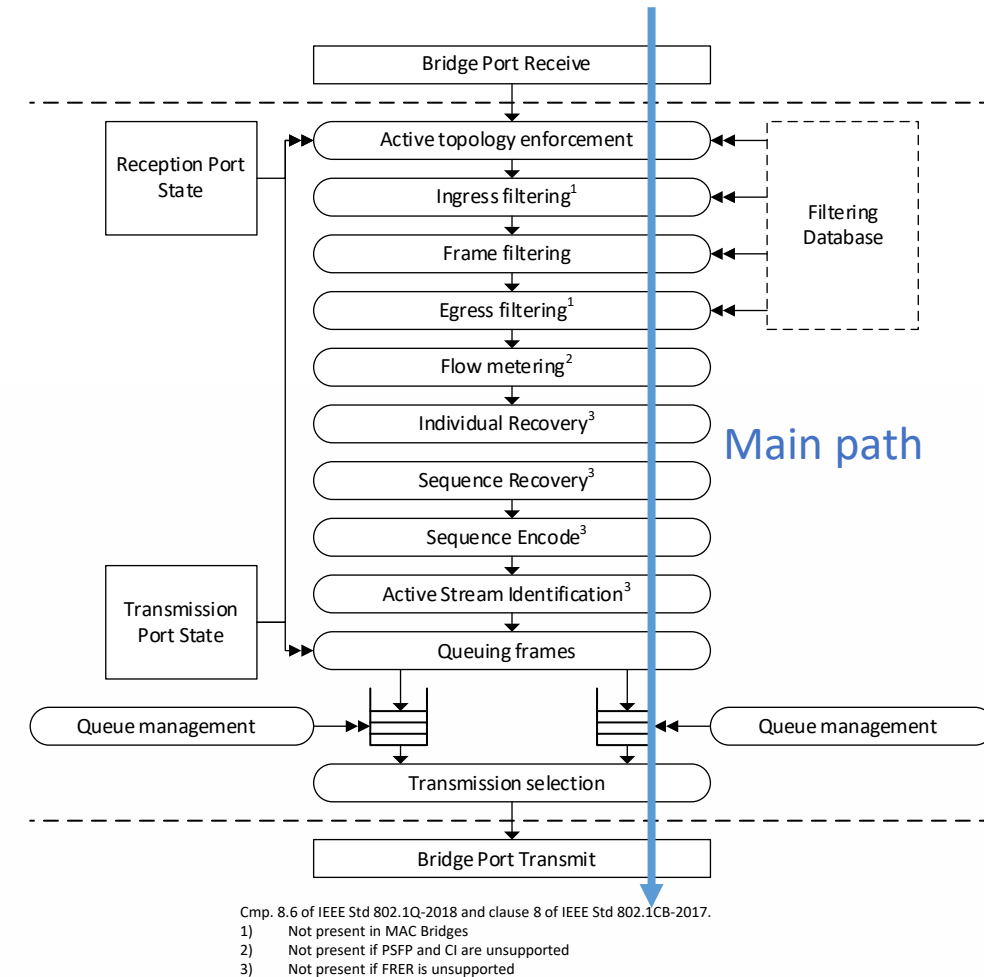 Bridge Port Receive
Active topology enforcement
Reception Port
State
Ingress filtering1
Filtering
Database
Frame filtering
Egress filtering1
Flow metering2
Individual Recovery3
Main path
Sequence Recovery3
Sequence Encode3
Active Stream Identification3
Transmission
Port State
Queuing frames
Queue management
Queue management
Transmission selection
Bridge Port Transmit
Cmp. 8.6 of IEEE Std 802.1Q-2018 and clause 8 of IEEE Std 802.1CB-2017.
1) Not present in MAC Bridges
2) Not present if PSFP and CI are unsupported
3) Not present if FRER is unsupported